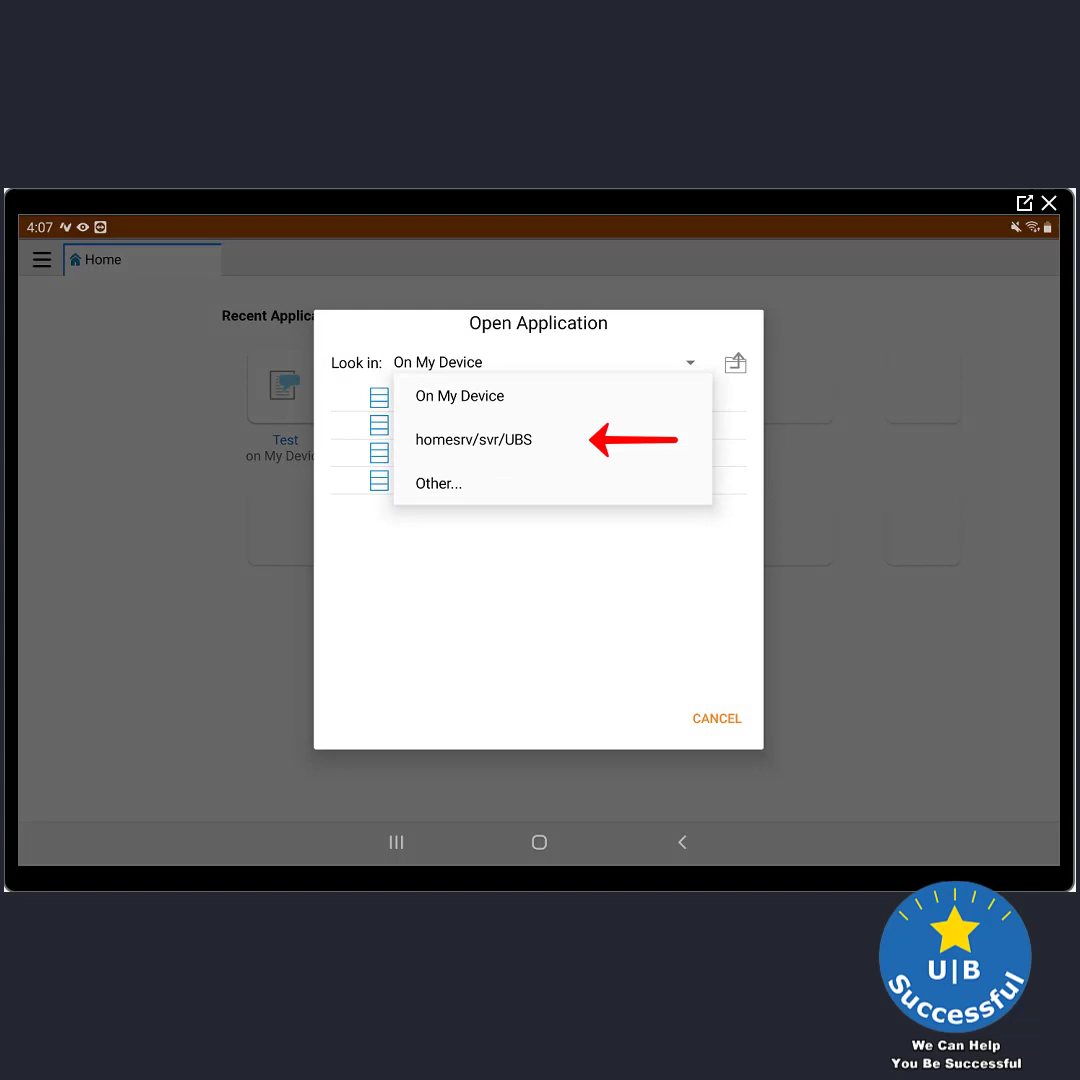 4:07
Home
Recent Applica
Open Application
Look in: On My Device
On My Device
homesrv/svr/UBS
Other...
Test
on My Devic
CANCEL
U|B
Successful
We Can Help
You Be Successful